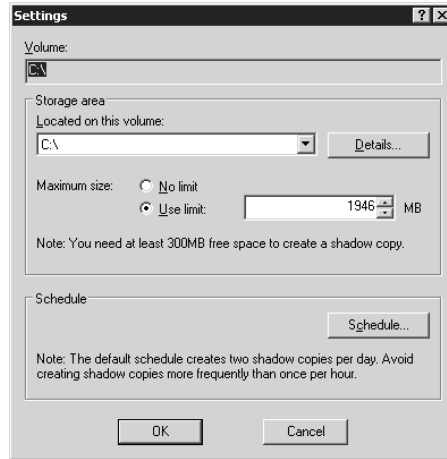 Settings
Volume:
C:\
Storage area
Located on this volume:
C:\
Details...
Maximum size:
No limit
Use limit:
1946
MB
Note: You need at least 300MB free space to create a shadow copy.
Schedule
Schedule...
Note: The default schedule creates two shadow copies per day. Avoid
creating shadow copies more frequently than once per hour.
OK
Cancel